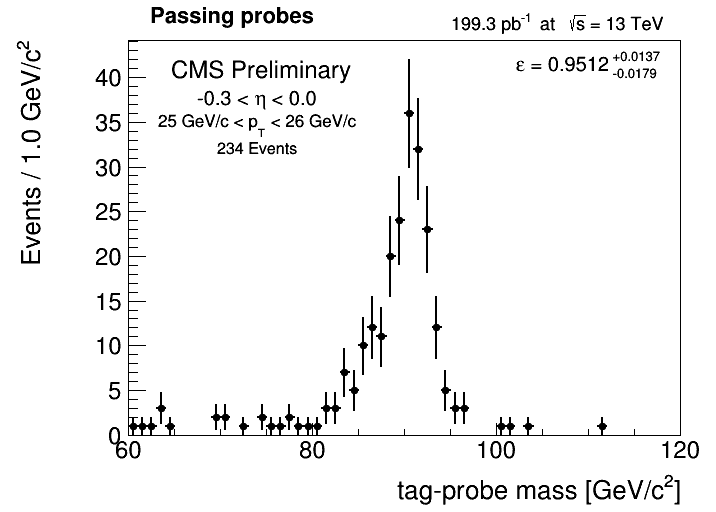 Passing probes
199.3 pb⁻¹ at √s = 13 TeV
CMS Preliminary
-0.3 < η < 0.0
25 GeV/c < p_T < 26 GeV/c
234 Events
ε = 0.9512 +0.0137 -0.0179
Events / 1.0 GeV/c²
40
35
30
25
20
15
10
5
0
60 80 100 120
tag-probe mass [GeV/c²]